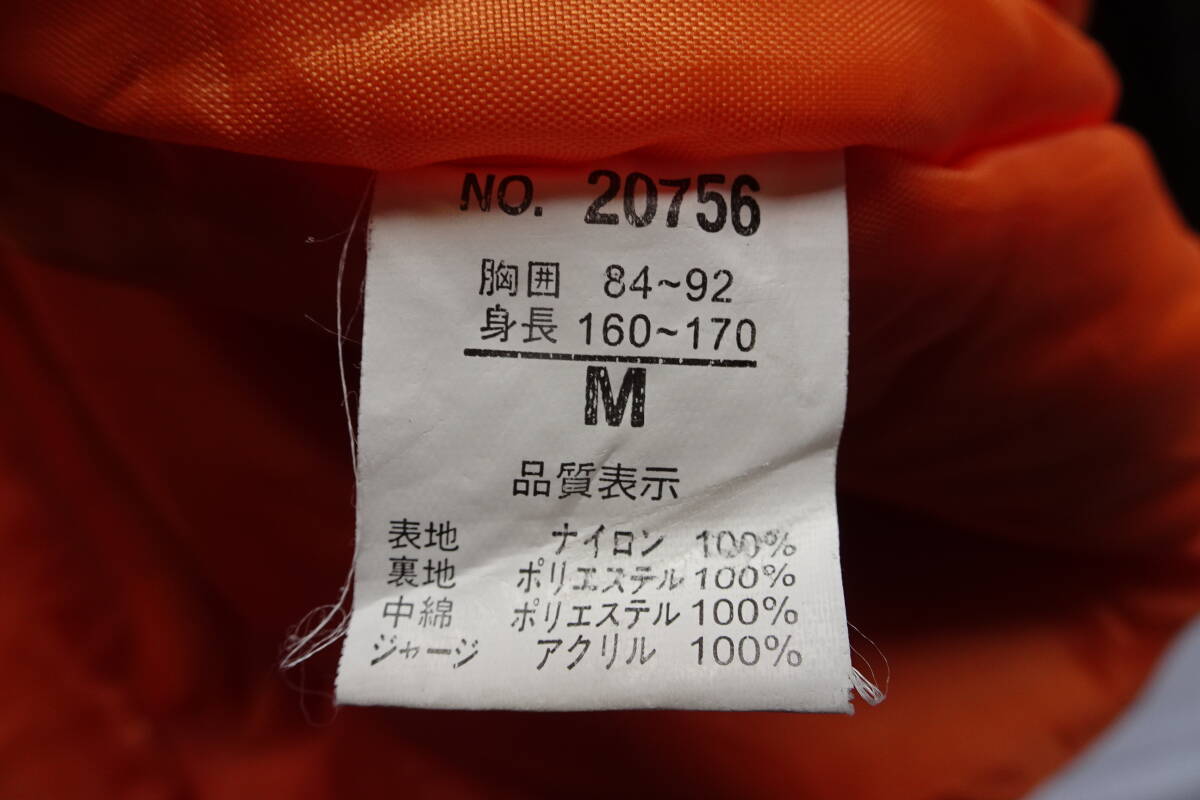 NO. 20756
胸囲 84~92
身長 160~170
M
品質表示
表地 ナイロン 100%
裏地 ポリエステル 100%
中綿 ポリエステル 100%
ジャージ アクリル 100%